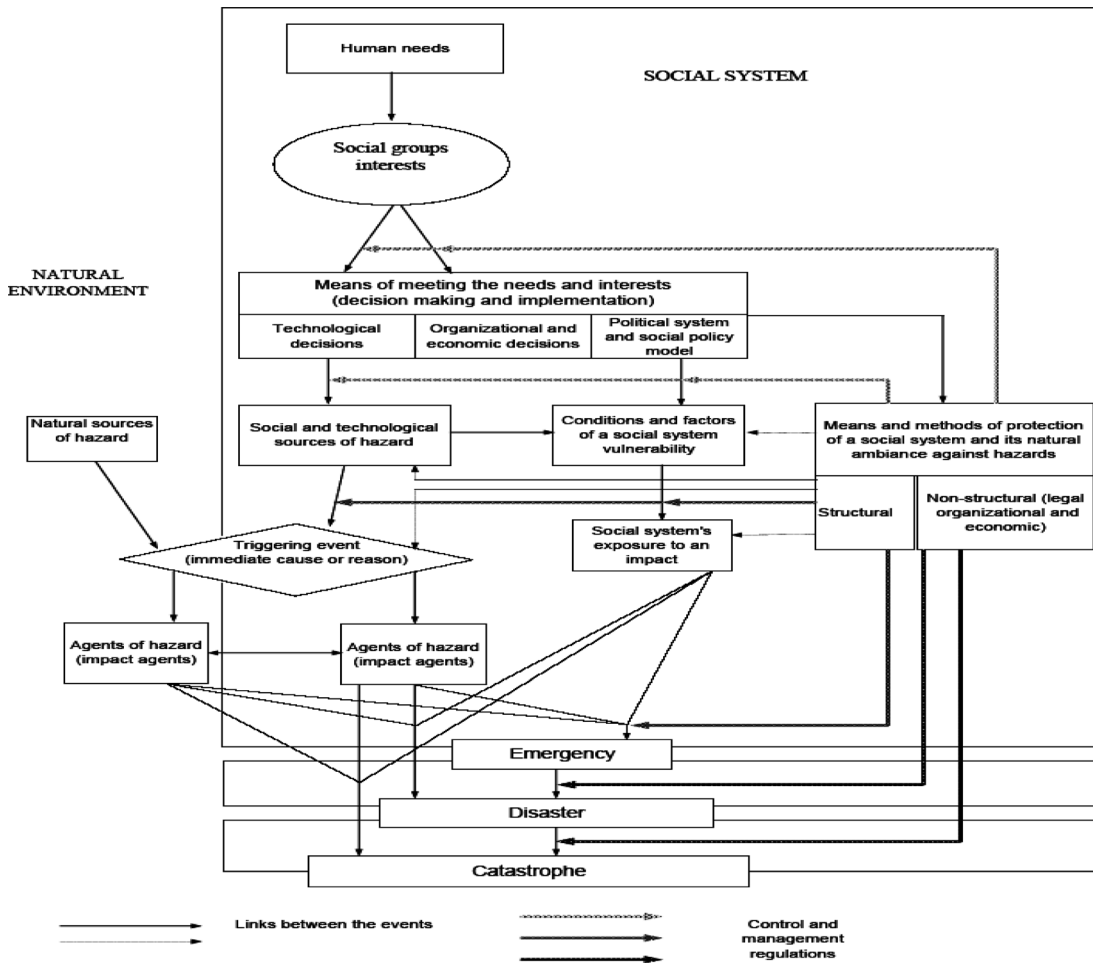 Human needs
SOCIAL SYSTEM
Social groups
interests
NATURAL
ENVIRONMENT
Means of meeting the needs and interests
(decision making and implementation)
Technological
decisions
Organizational and
economic decisions
Political system
and social policy
model
Natural sources
of hazard
Social and technological
sources of hazard
Conditions and factors
of a social system
vulnerability
Means and methods of protection
of a social system and its natural
ambiance against hazards
Structural
Non-structural (legal
organizational and
economic)
Triggering event
(immediate cause or reason)
Social system's
exposure to an
impact
Agents of hazard
(impact agents)
Agents of hazard
(impact agents)
Emergency
Disaster
Catastrophe
Links between the events
Control and
management
regulations